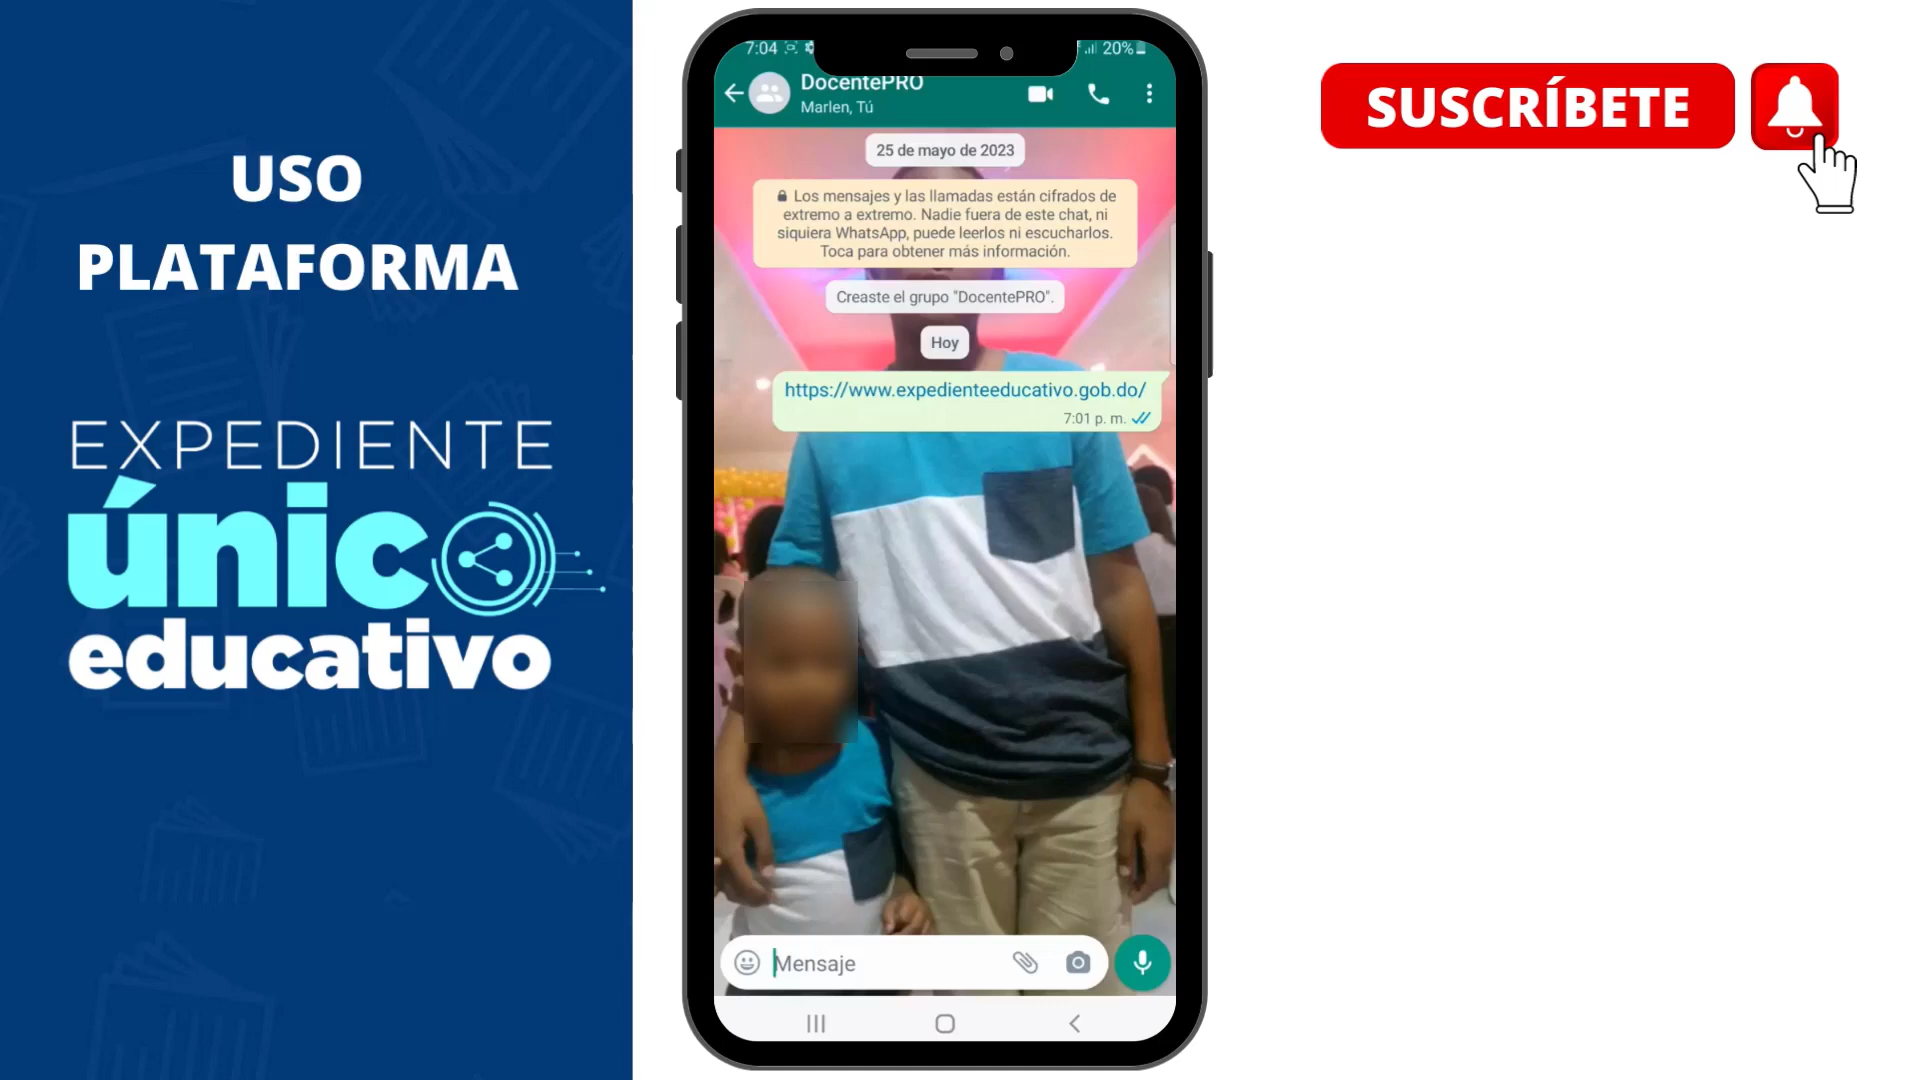 USO
PLATAFORMA
EXPEDIENTE
único
educativo
7:04
20%
DocentePRO
Marlen, Tú
25 de mayo de 2023
Los mensajes y las llamadas están cifrados de
extremo a extremo. Nadie fuera de este chat, ni
siquiera WhatsApp, puede leerlos ni escucharlos.
Toca para obtener más información.
Creaste el grupo "DocentePRO".
Hoy
https://www.expedienteeducativo.gob.do/
7:01 p. m.
Mensaje
SUSCRÍBETE